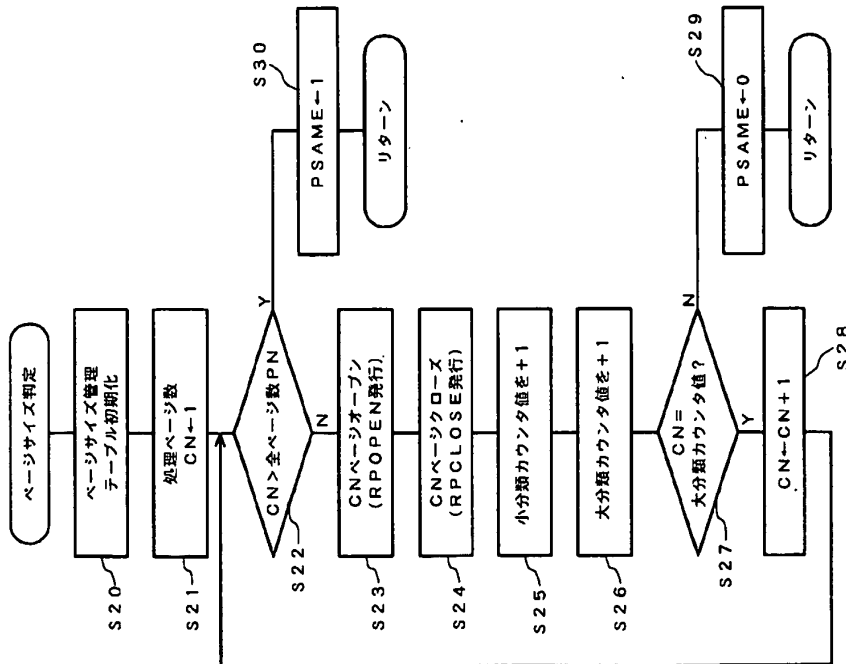 ページサイズ判定
S20
ページサイズ管理
テーブル初期化
S21
処理ページ数
CN←1
S22
CN>全ページ数PN
Y
N
S30
PSAME←1
リターン
S23
CNページオープン
(RPOPEN発行)
S24
CNページクローズ
(RPCLOSE発行)
S25
小分類カウンタ値を+1
S26
大分類カウンタ値を+1
S27
CN=
大分類カウンタ値?
N
Y
S29
PSAME←0
リターン
CN←CN+1
S28